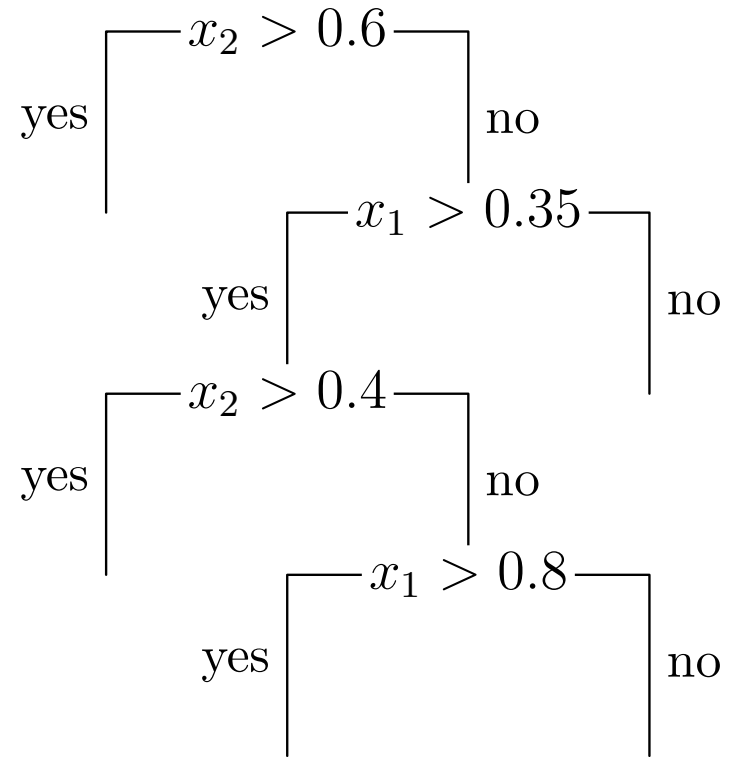 x₂ > 0.6
yes
no
x₁ > 0.35
yes
no
x₂ > 0.4
yes
no
x₁ > 0.8
yes
no